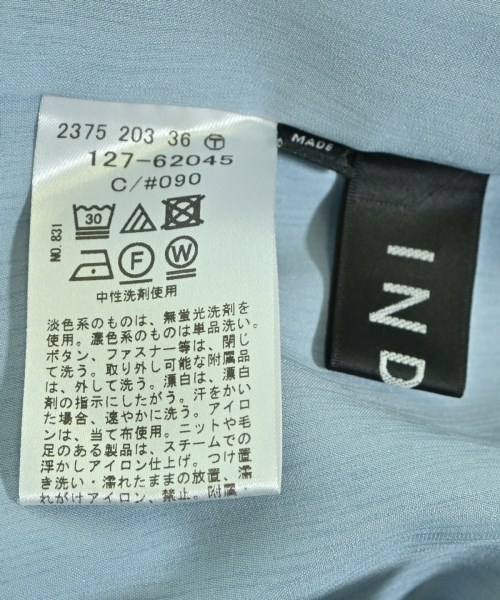 2375 203 36 Ⓣ
127-62045
C/#090
NO.831
30
F W
中性洗剤使用
淡色系のものは、無蛍光洗剤を
使用。濃色系のものは単品洗い。
ボタン、ファスナー等は、閉じ
て洗う。取り外し可能な附属品
は、外して洗う。漂白は、漂白
剤の指示にしたがう。汗をかい
た場合、速やかに洗う。アイロ
ンは、当て布使用。ニットや毛
足のある製品は、スチームでの
浮かしアイロン仕上げ。つけ置
き洗い・濡れたままの放置、濡
れがけアイロン、禁止。附属・
MADE
IND